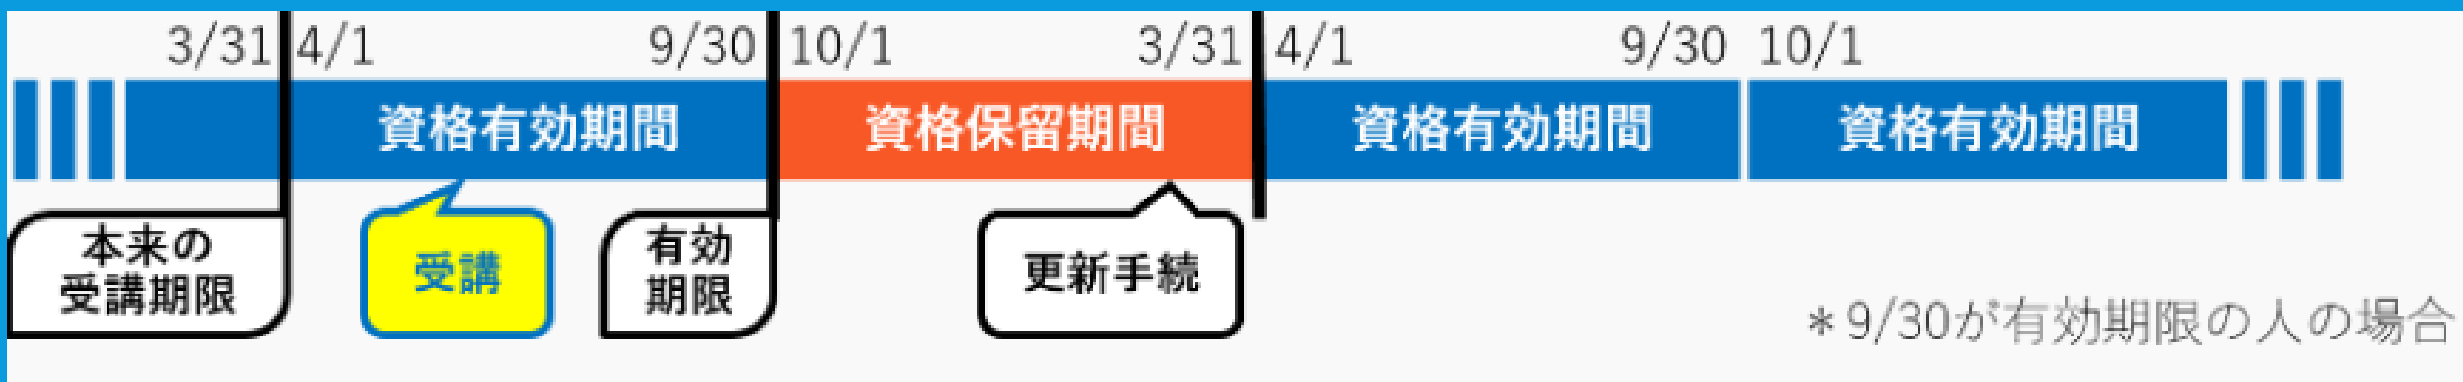 3/31 4/1 9/30 10/1 3/31 4/1 9/30 10/1
資格有効期間 資格保留期間 資格有効期間 資格有効期間
本来の
受講期限
受講
有効
期限
更新手続
＊9/30が有効期限の人の場合